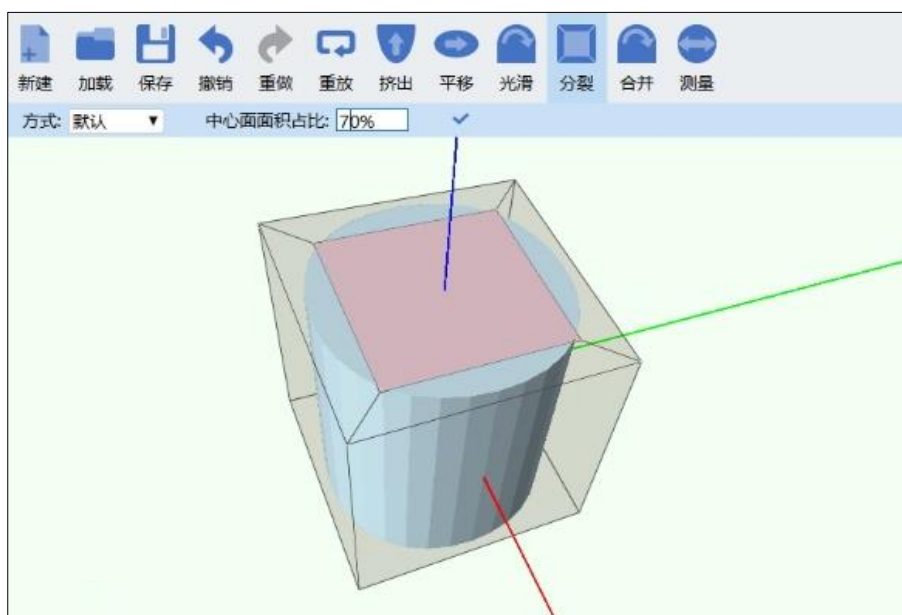 新建 加载 保存 撤销 重做 重放 挤出 平移 光滑 分裂 合并 测量
方式: 默认 中心面面积占比: 70%